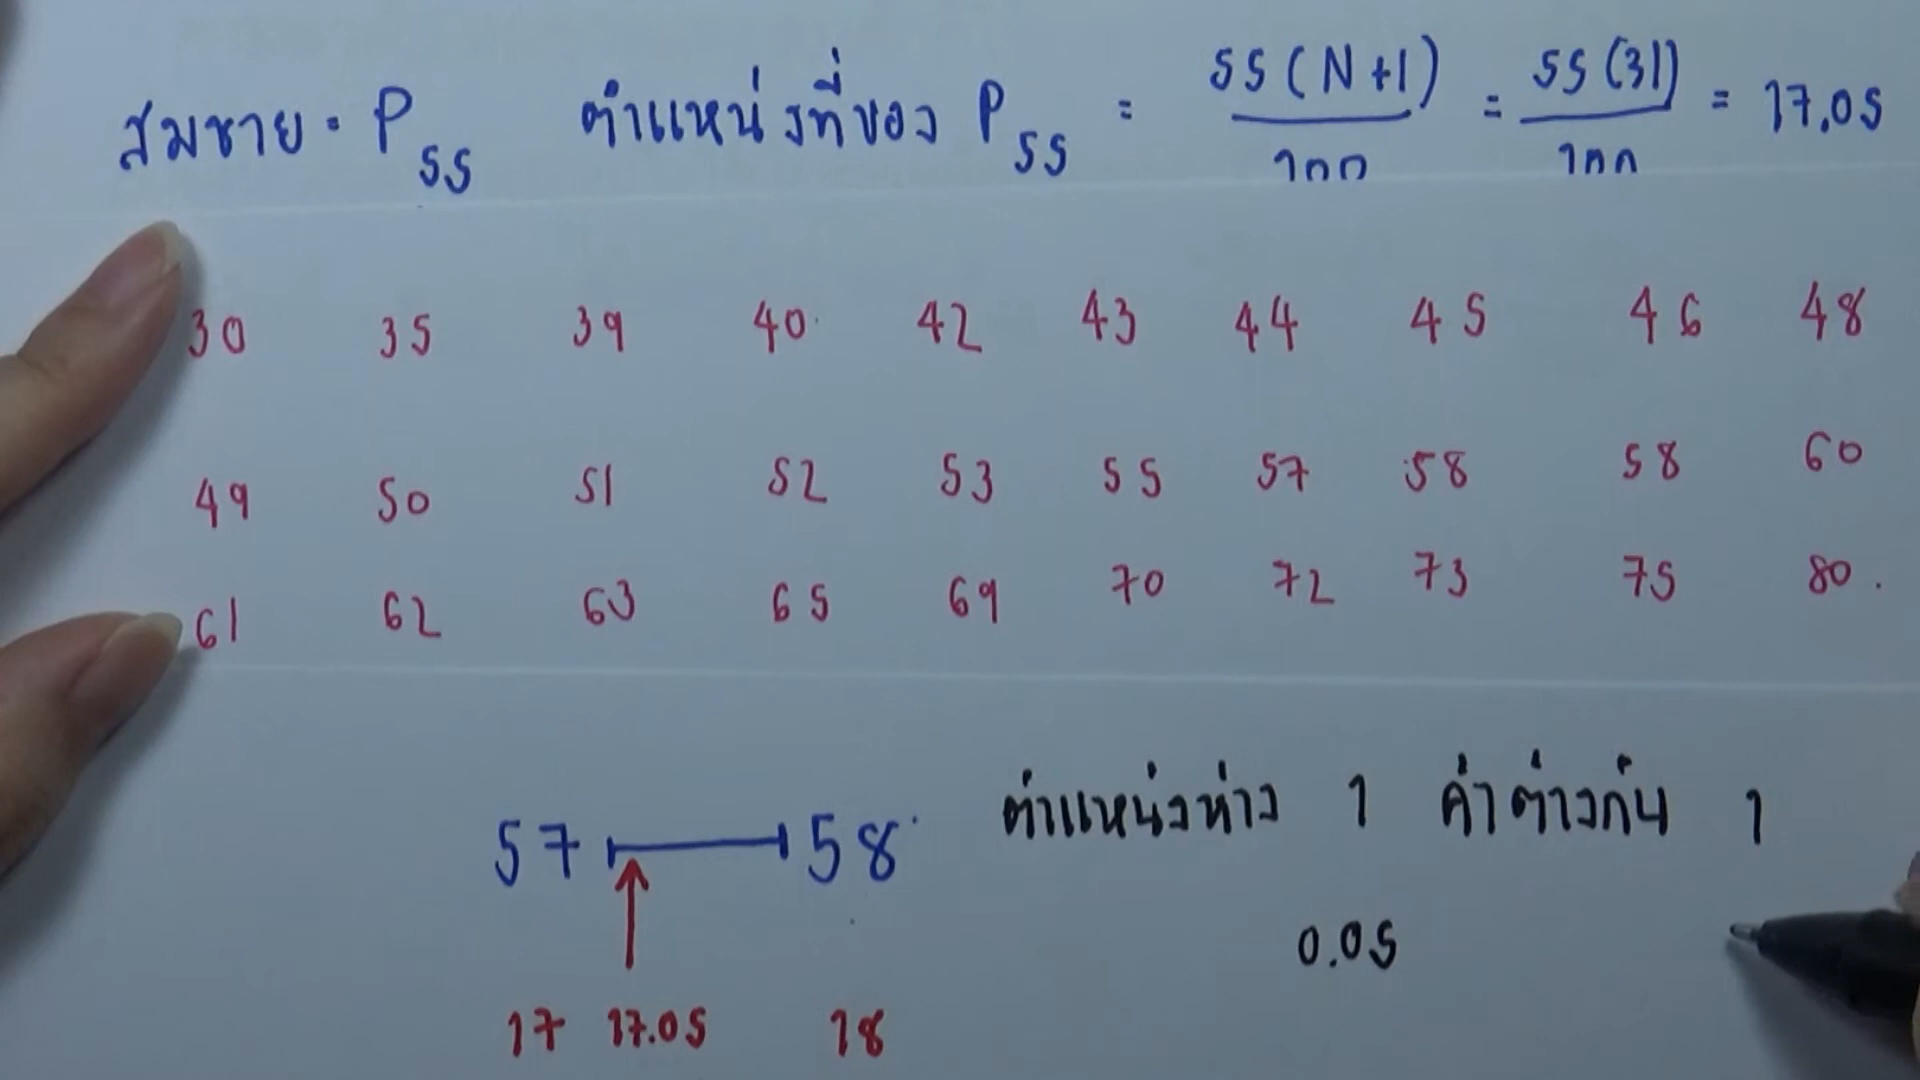 สมชาย = P55 ตำแหน่งที่ของ P55 = 55(N+1)/100 = 55(31)/100 = 17.05
30 35 39 40 42 43 44 45 46 48
49 50 51 52 53 55 57 58 58 60
61 62 63 65 69 70 72 73 75 80.
57 58 ตำแหน่งห่าง 1 ค่าต่างกัน 1
0.05
17 17.05 18